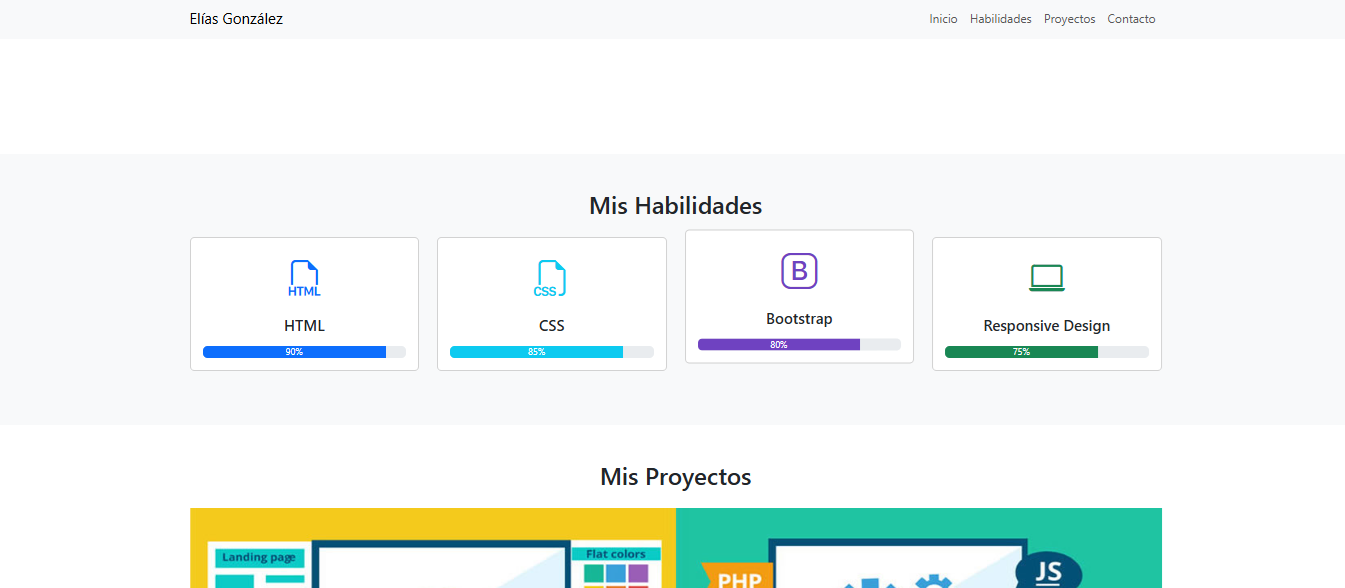 Elías González
Inicio Habilidades Proyectos Contacto
Mis Habilidades
HTML
CSS
B
HTML
CSS
Bootstrap
Responsive Design
90%
85%
80%
75%
Mis Proyectos
Landing page
Flat colors
PHP
JS